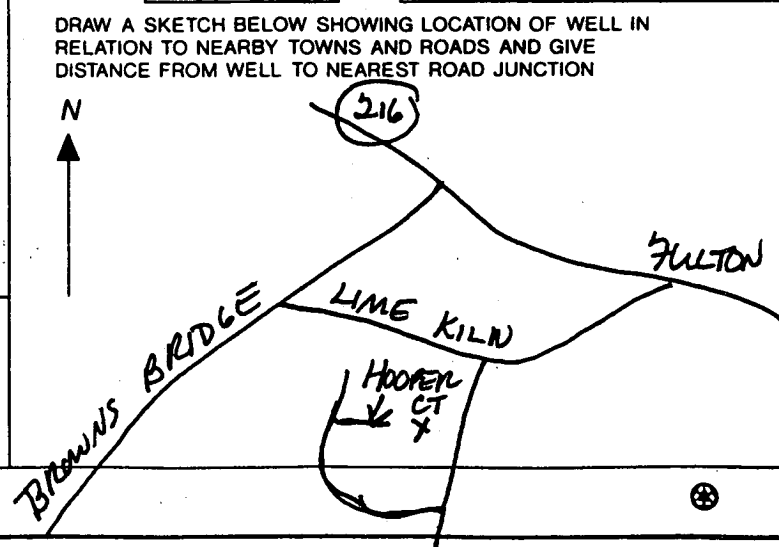 DRAW A SKETCH BELOW SHOWING LOCATION OF WELL IN
RELATION TO NEARBY TOWNS AND ROADS AND GIVE
DISTANCE FROM WELL TO NEAREST ROAD JUNCTION
N
216
FULTON
LIME KILN
BROWNS BRIDGE
HOOPER
CT
X